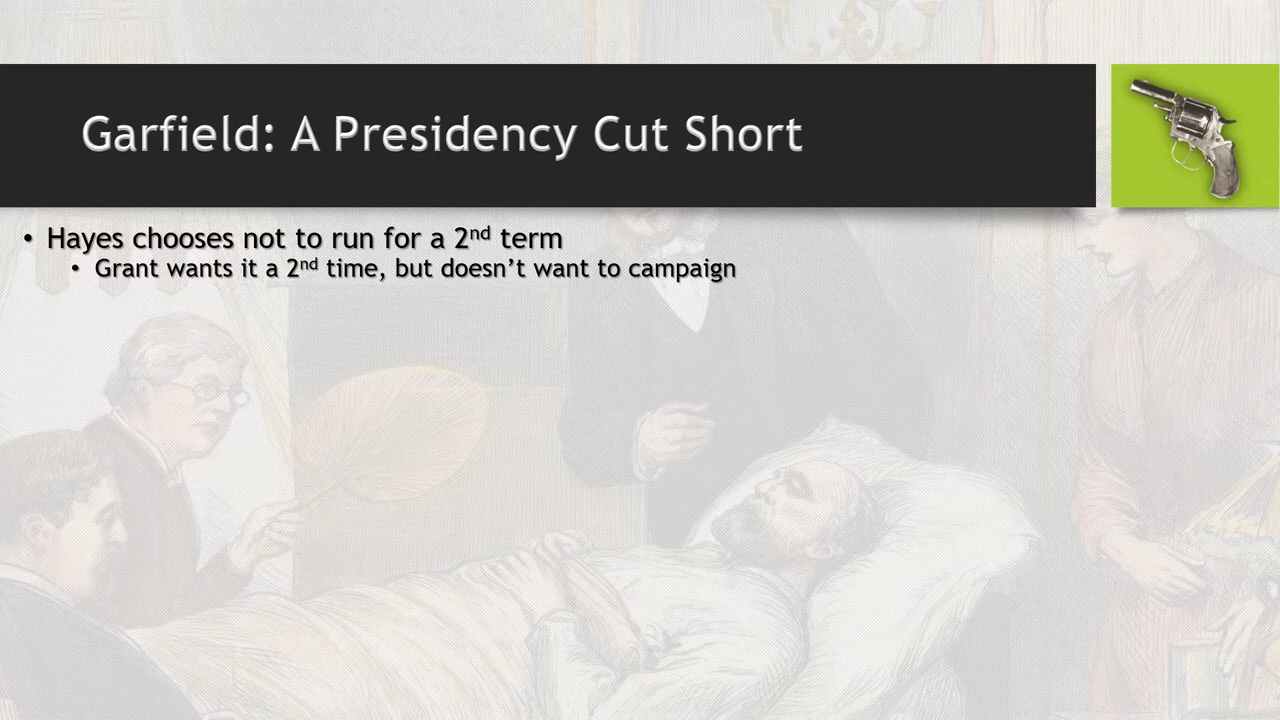 Garfield: A Presidency Cut Short
• Hayes chooses not to run for a 2nd term
• Grant wants it a 2nd time, but doesn’t want to campaign